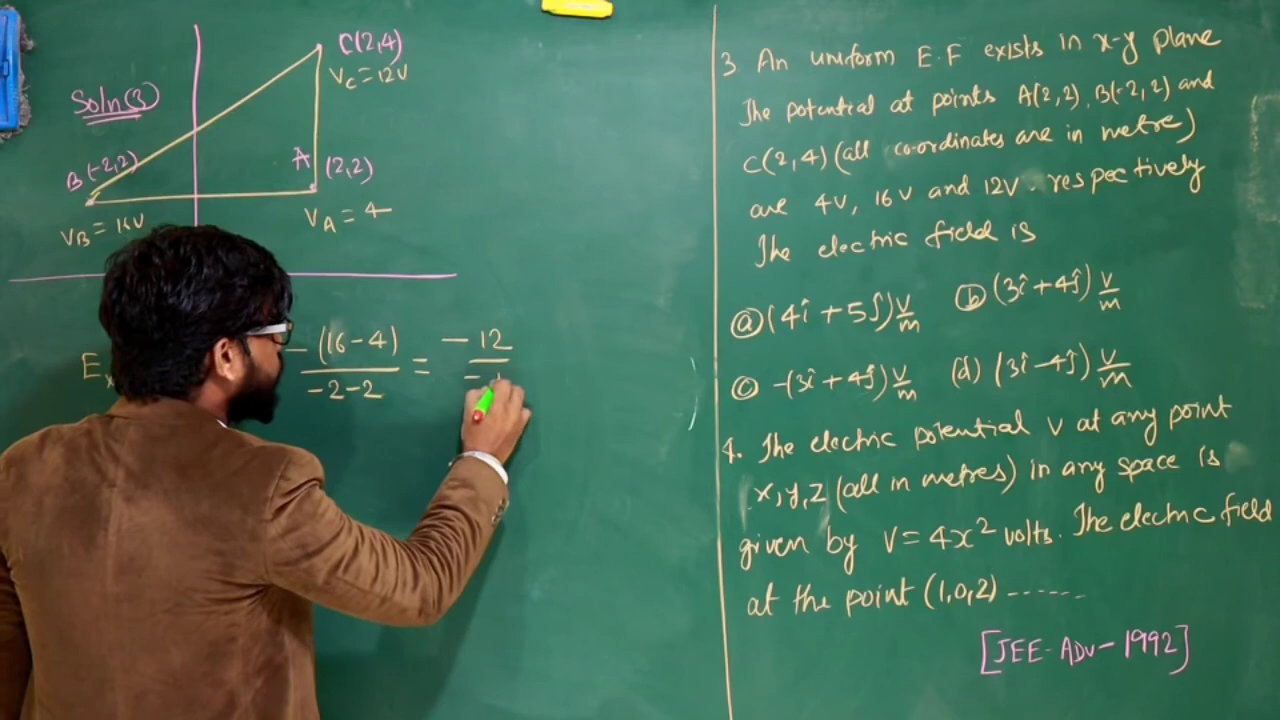 Soln(3)
C(2,4)
VC = 12V
B(-2,2)
A (2,2)
VB = 16V
VA = 4
Ex
- (16-4) / -2-2 = -12 /
3 An uniform E.F exists in x-y plane
The potential at points A(2,2), B(-2,2) and
C(2,4) (all co-ordinates are in metre)
are 4V, 16V and 12V. respectively
The electric field is
(a) (4î + 5ĵ) V/m (b) (3î + 4ĵ) V/m
(c) -(3î + 4ĵ) V/m (d) (3î - 4ĵ) V/m
4. The electric potential V at any point
x, y, z (all in metres) in any space is
given by V = 4x² volts. The electric field
at the point (1,0,2) ------
[JEE-Adv-1992]